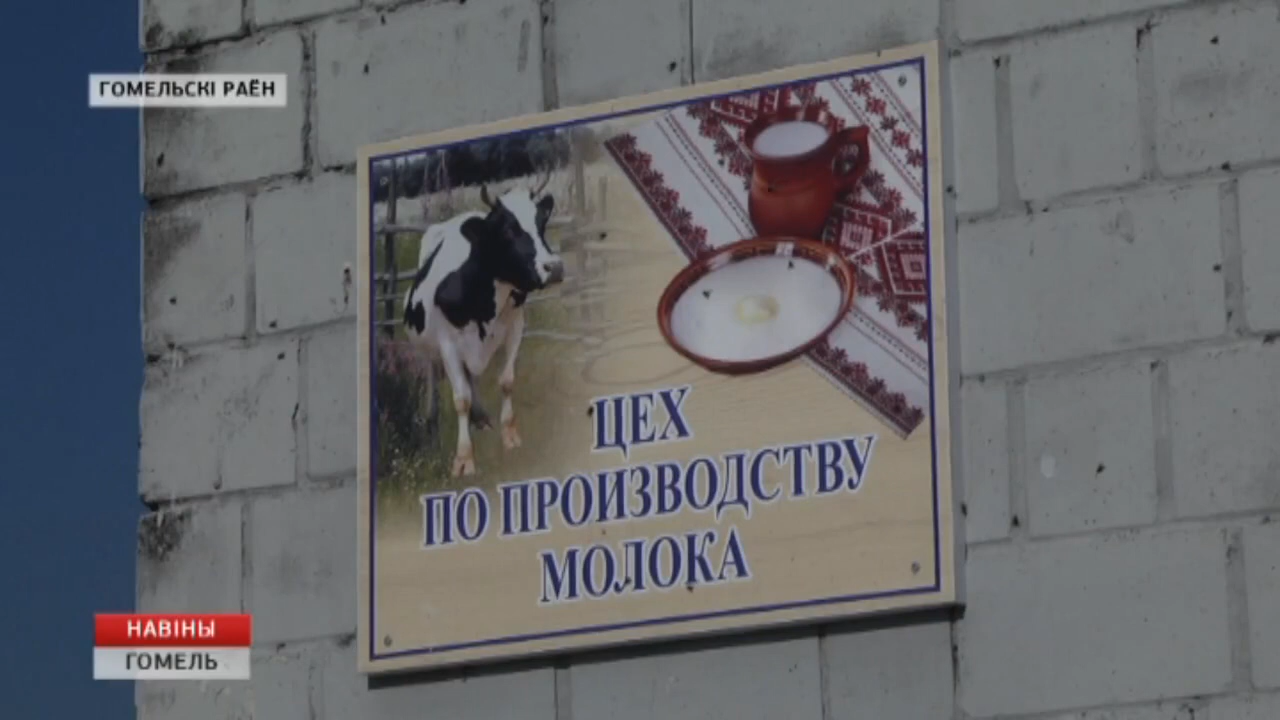 ГОМЕЛЬСКІ РАЁН
ЦЕХ
ПО ПРОИЗВОДСТВУ
МОЛОКА
НАВІНЫ
ГОМЕЛЬ